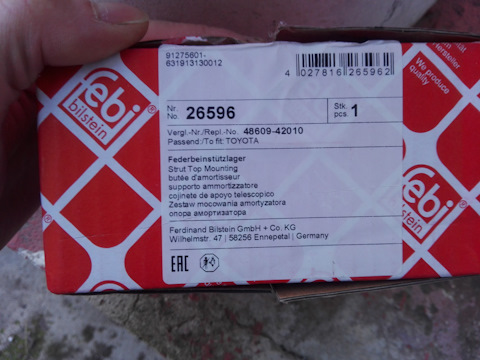 91275601-
631913130012
4 027816 265962
Nr.
No. 26596
Stk.
pcs. 1
Vergl.-Nr./Repl.-No. 48609-42010
Passend:/To fit: TOYOTA
Federbeinstützlager
Strut Top Mounting
butée d'amortisseur
supporto ammortizzatore
cojinete de apoyo telescopico
Zestaw mocowania amortyzatora
опора амортизатора
Ferdinand Bilstein GmbH + Co. KG
Wilhelmstr. 47 | 58256 Ennepetal | Germany
EAC
febi
bilstein
febi
bilstein
Hersteller
We produce
quality